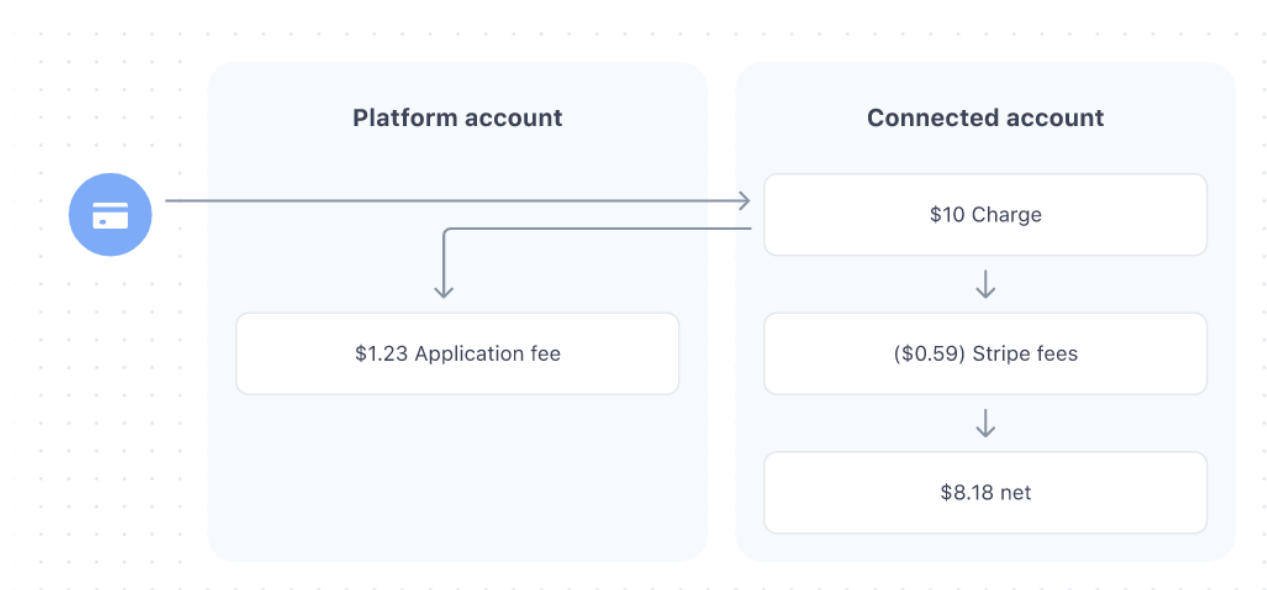 Platform account
Connected account
$10 Charge
$1.23 Application fee
($0.59) Stripe fees
$8.18 net